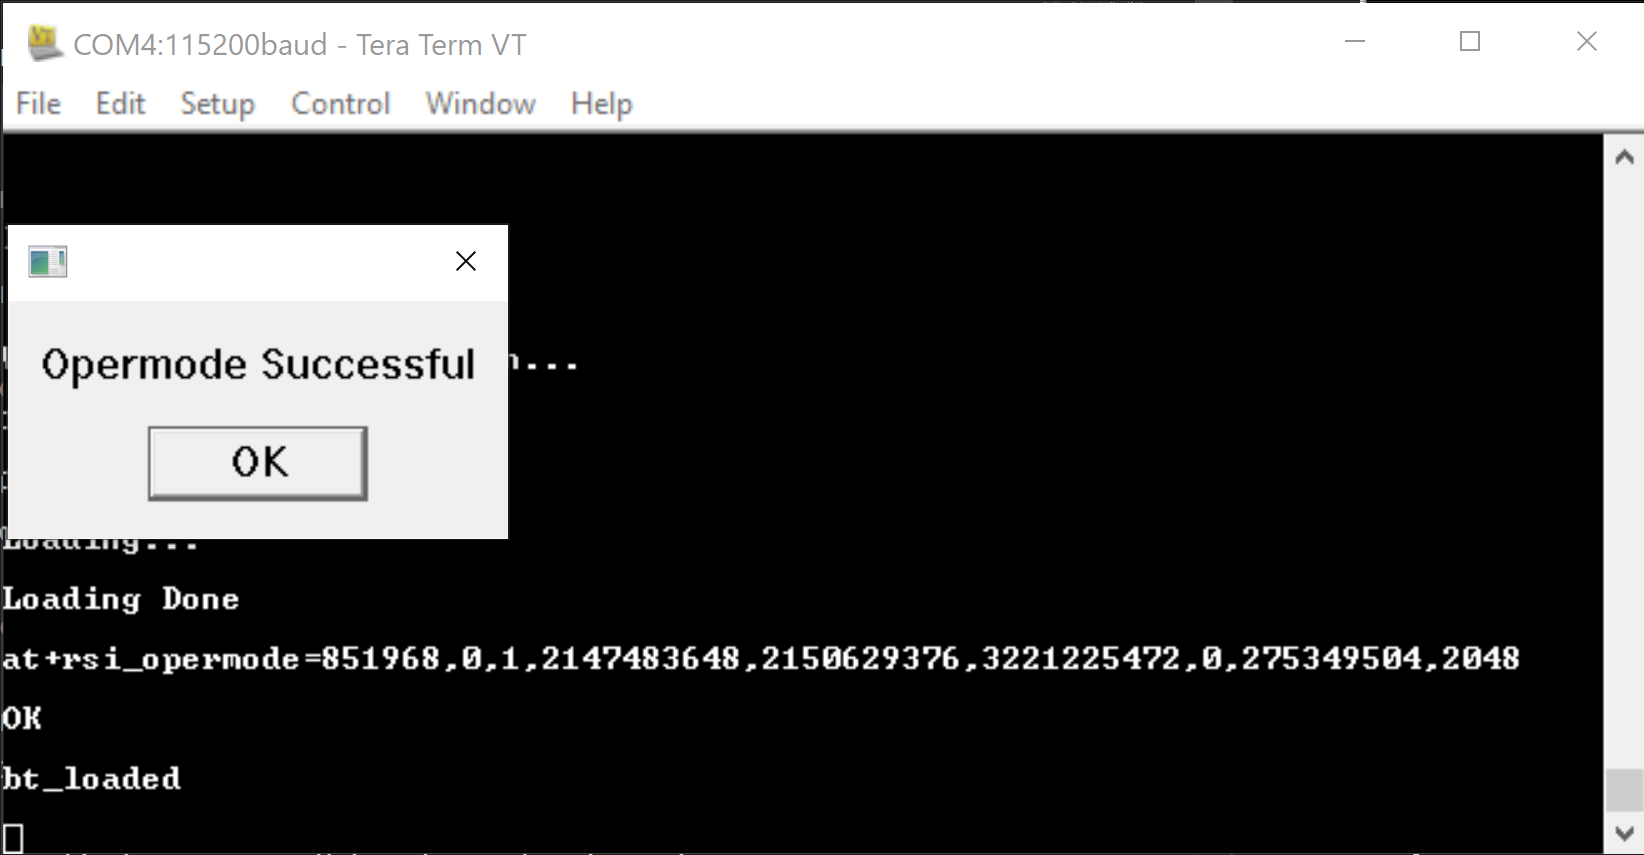 COM4:115200baud - Tera Term VT
File Edit Setup Control Window Help
Opermode Successful
OK
Loading...
Loading Done
at+rsi_opermode=851968,0,1,2147483648,2150629376,3221225472,0,275349504,2048
OK
bt_loaded